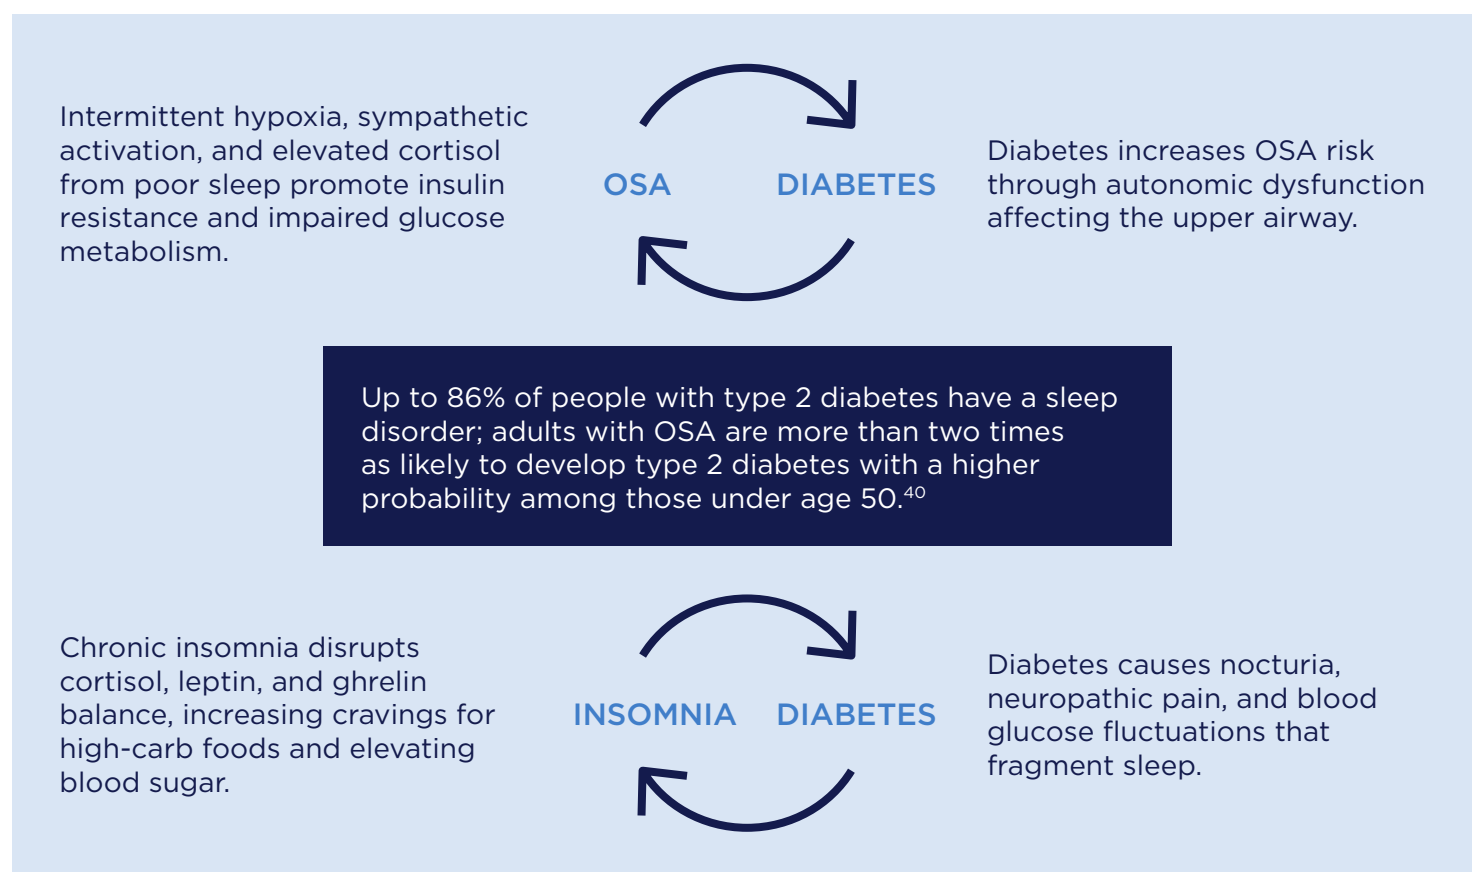 Intermittent hypoxia, sympathetic
activation, and elevated cortisol
from poor sleep promote insulin
resistance and impaired glucose
metabolism.
OSA
DIABETES
Diabetes increases OSA risk
through autonomic dysfunction
affecting the upper airway.
Up to 86% of people with type 2 diabetes have a sleep
disorder; adults with OSA are more than two times
as likely to develop type 2 diabetes with a higher
probability among those under age 50.⁴⁰
Chronic insomnia disrupts
cortisol, leptin, and ghrelin
balance, increasing cravings for
high-carb foods and elevating
blood sugar.
INSOMNIA
DIABETES
Diabetes causes nocturia,
neuropathic pain, and blood
glucose fluctuations that
fragment sleep.